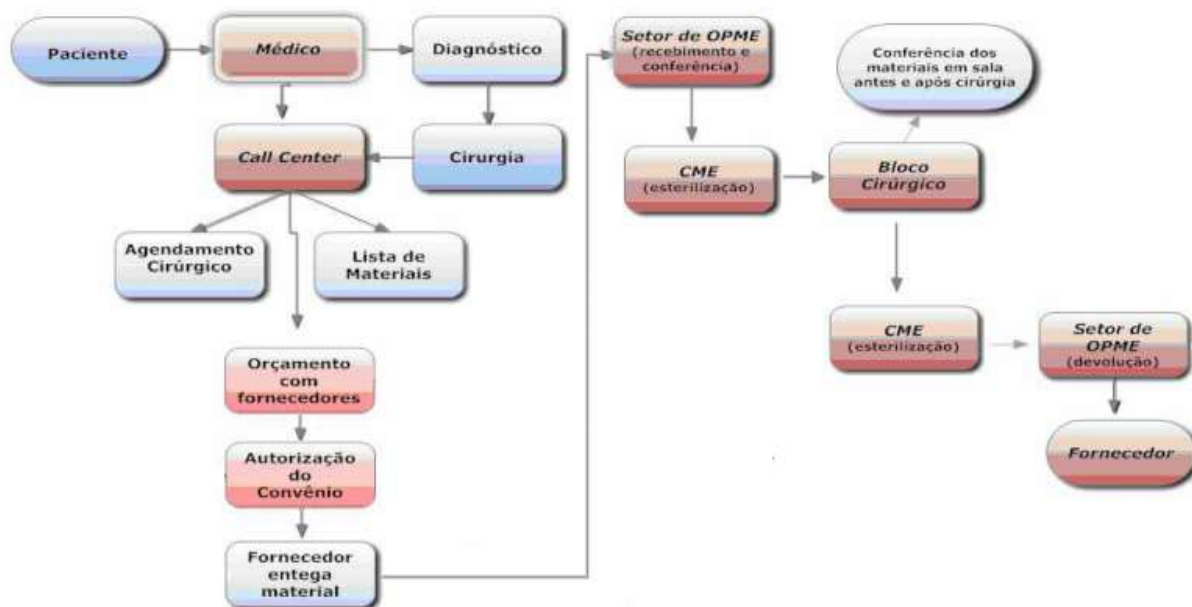 Paciente
Médico
Diagnóstico
Call Center
Cirurgia
Agendamento
Cirúrgico
Lista de
Materiais
Orçamento
com
fornecedores
Autorização
do
Convênio
Fornecedor
entega
material
Setor de OPME
(recebimento e
conferência)
CME
(esterilização)
Bloco
Cirúrgico
Conferência dos
materiais em sala
antes e após cirúrgia
CME
(esterilização)
Setor de
OPME
(devolução)
Fornecedor